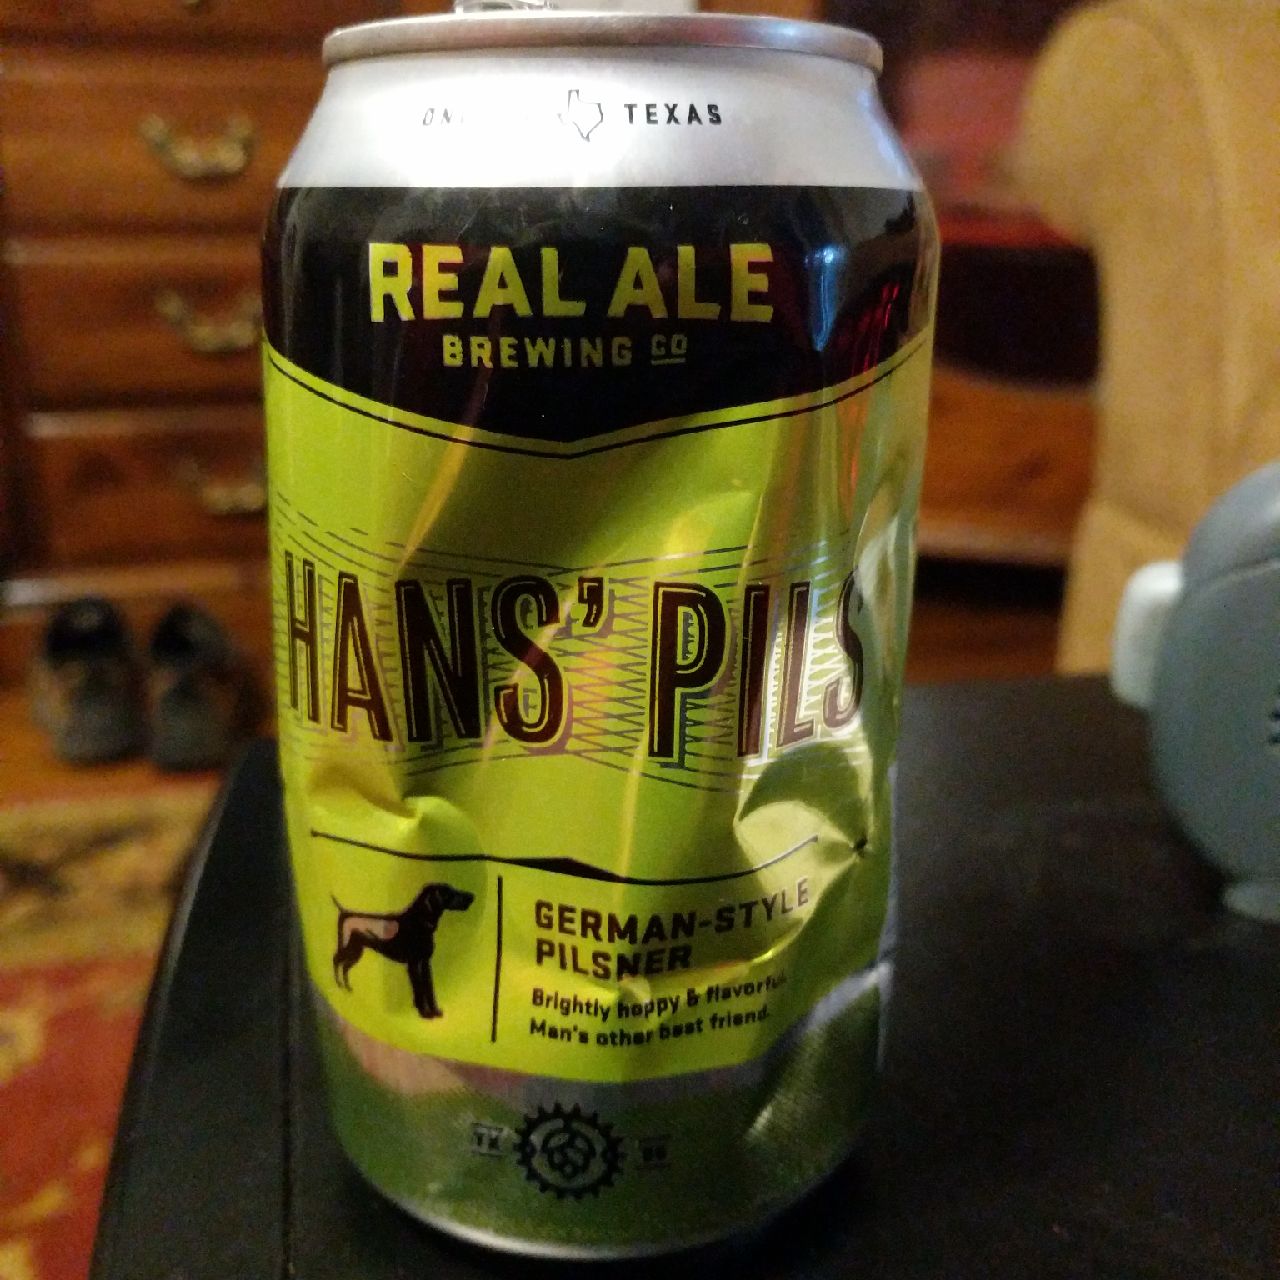 TEXAS
REAL ALE
BREWING CO
HANS' PILS
GERMAN-STYLE
PILSNER
Brightly hoppy & flavorful.
Man's other best friend.
TX